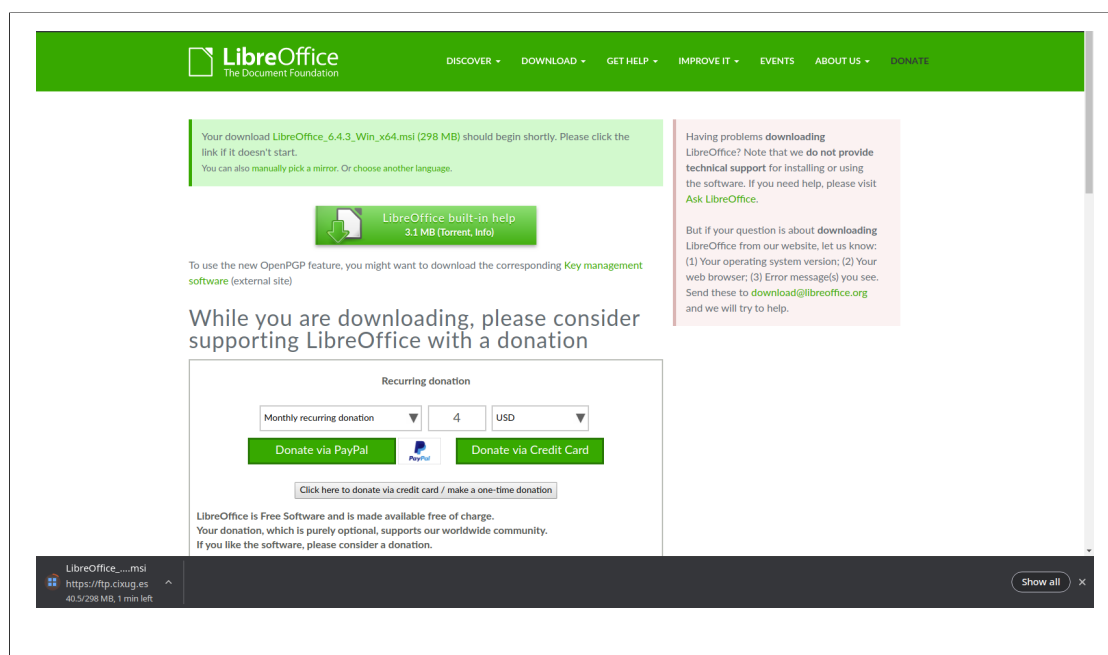 LibreOffice
The Document Foundation
DISCOVER DOWNLOAD GET HELP IMPROVE IT EVENTS ABOUT US DONATE
Your download LibreOffice_6.4.3_Win_x64.msi (298 MB) should begin shortly. Please click the
link if it doesn't start.
You can also manually pick a mirror. Or choose another language.
LibreOffice built-in help
3.1 MB (Torrent, Info)
To use the new OpenPGP feature, you might want to download the corresponding Key management
software (external site)
While you are downloading, please consider
supporting LibreOffice with a donation
Recurring donation
Monthly recurring donation 4 USD
Donate via PayPal PayPal Donate via Credit Card
Click here to donate via credit card / make a one-time donation
LibreOffice is Free Software and is made available free of charge.
Your donation, which is purely optional, supports our worldwide community.
If you like the software, please consider a donation.
Having problems downloading
LibreOffice? Note that we do not provide
technical support for installing or using
the software. If you need help, please visit
Ask LibreOffice.
But if your question is about downloading
LibreOffice from our website, let us know:
(1) Your operating system version; (2) Your
web browser; (3) Error message(s) you see.
Send these to download@libreoffice.org
and we will try to help.
LibreOffice_....msi
https://ftp.cixug.es
40.5/298 MB, 1 min left
Show all